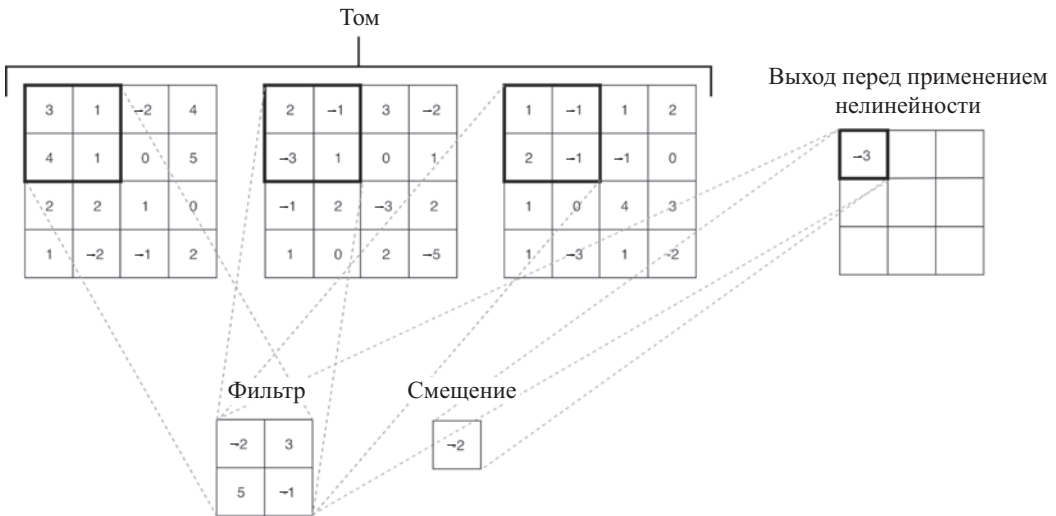 Том
Выход перед применением
нелинейности
3 1 –2 4
4 1 0 5
2 2 1 0
1 –2 –1 2
2 –1 3 –2
–3 1 0 1
–1 2 –3 2
1 0 2 –5
1 –1 1 2
2 –1 –1 0
1 0 4 3
1 –3 1 –2
–3
Фильтр
–2 3
5 –1
Смещение
–2